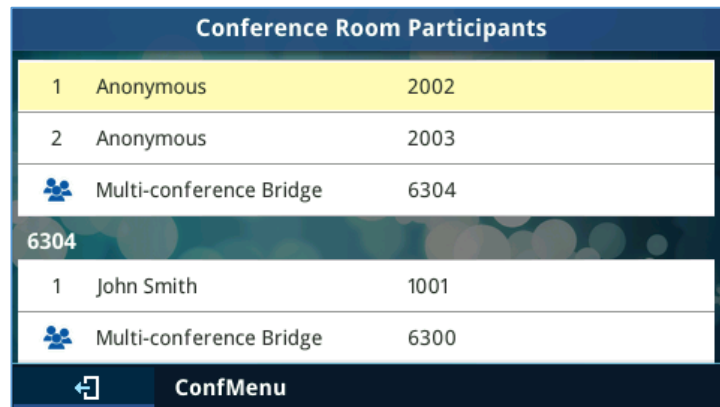 Conference Room Participants
1 Anonymous 2002
2 Anonymous 2003
Multi-conference Bridge 6304
6304
1 John Smith 1001
Multi-conference Bridge 6300
ConfMenu